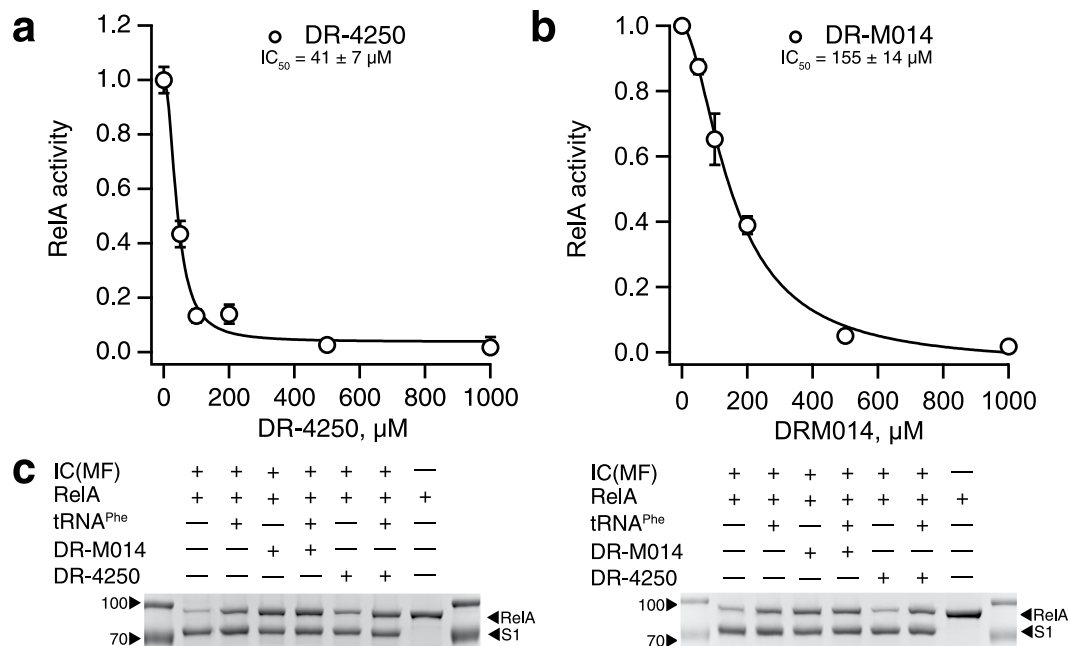 a
DR-4250
IC50 = 41 ± 7 µM
RelA activity
1.2
1.0
0.8
0.6
0.4
0.2
0.0
0 200 400 600 800 1000
DR-4250, µM
b
DR-M014
IC50 = 155 ± 14 µM
RelA activity
1.0
0.8
0.6
0.4
0.2
0.0
0 200 400 600 800 1000
DRM014, µM
c
IC(MF) + + + + + + —
RelA + + + + + + +
tRNAPhe — + — + — + —
DR-M014 — — + + — — —
DR-4250 — — — — + + —
100
70
RelA
S1
IC(MF) + + + + + + —
RelA + + + + + + +
tRNAPhe — + — + — + —
DR-M014 — — + + — — —
DR-4250 — — — — + + —
100
70
RelA
S1